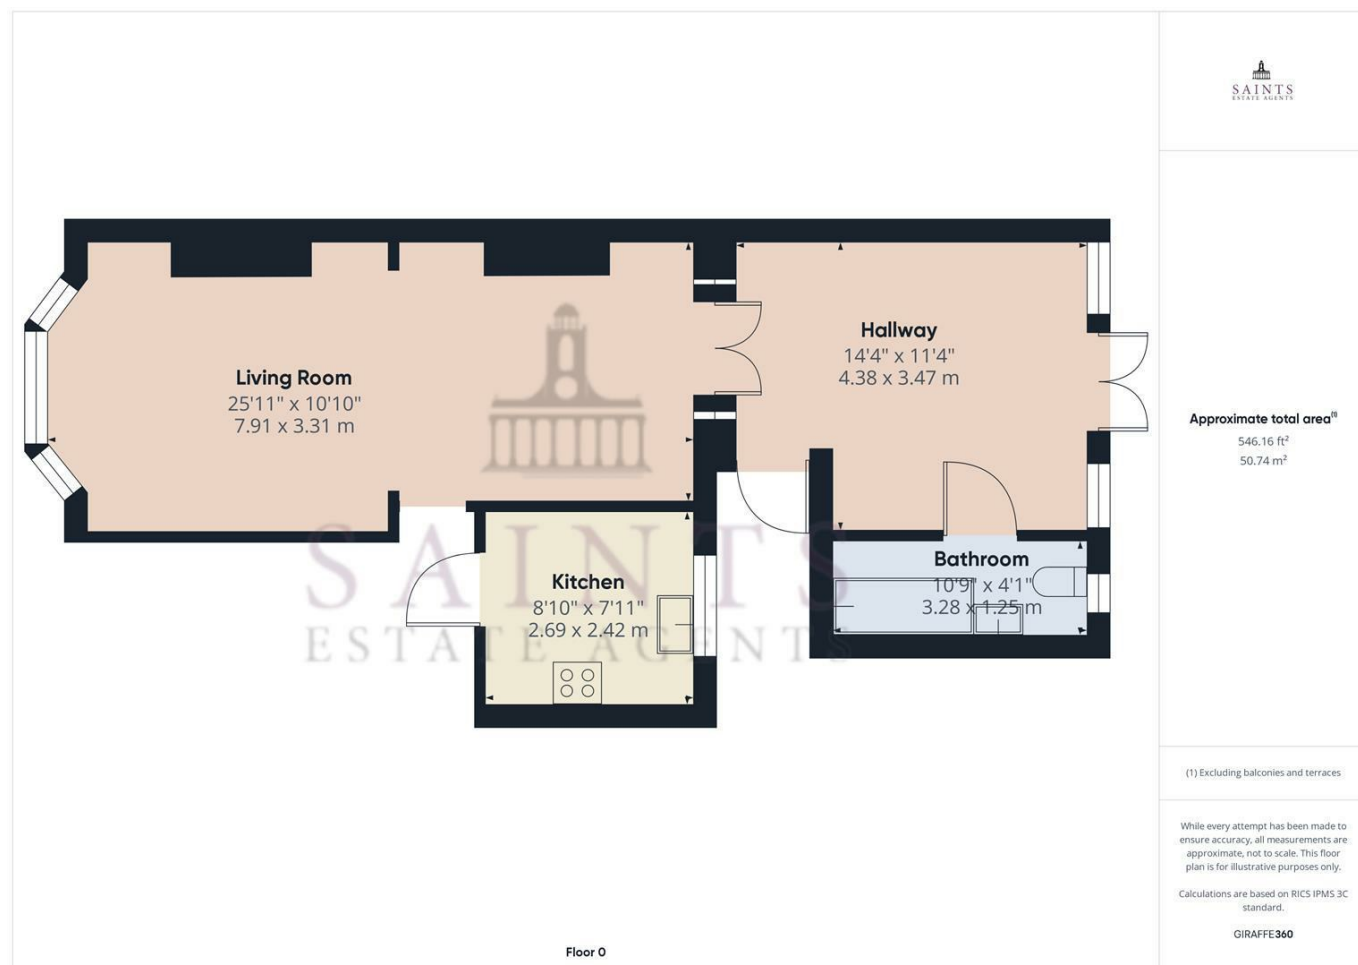 SAINTS
ESTATE AGENTS
Living Room
25'11" x 10'10"
7.91 x 3.31 m
Hallway
14'4" x 11'4"
4.38 x 3.47 m
Kitchen
8'10" x 7'11"
2.69 x 2.42 m
Bathroom
10'9" x 4'1"
3.28 x 1.25 m
SAINTS
ESTATE AGENTS
Floor 0
Approximate total area⁽¹⁾
546.16 ft²
50.74 m²
(1) Excluding balconies and terraces
While every attempt has been made to
ensure accuracy, all measurements are
approximate, not to scale. This floor
plan is for illustrative purposes only.
Calculations are based on RICS IPMS 3C
standard.
GIRAFFE360